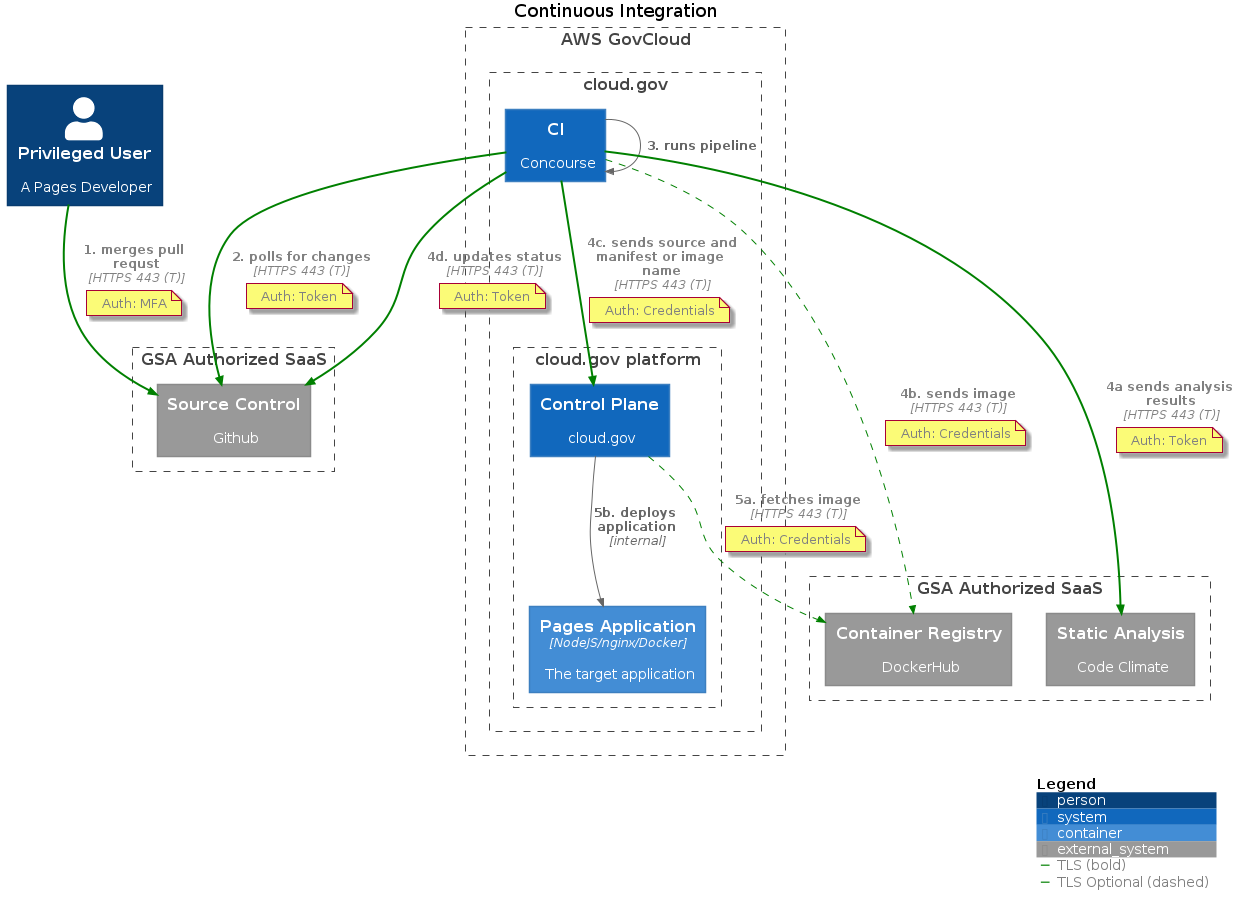 Continuous Integration
AWS GovCloud
cloud.gov
CI
Concourse
3. runs pipeline
Privileged User
A Pages Developer
1. merges pull
requst
[HTTPS 443 (T)]
Auth: MFA
2. polls for changes
[HTTPS 443 (T)]
Auth: Token
4d. updates status
[HTTPS 443 (T)]
Auth: Token
4c. sends source and
manifest or image
name
[HTTPS 443 (T)]
Auth: Credentials
GSA Authorized SaaS
Source Control
Github
cloud.gov platform
Control Plane
cloud.gov
4b. sends image
[HTTPS 443 (T)]
Auth: Credentials
4a sends analysis
results
[HTTPS 443 (T)]
Auth: Token
5b. deploys
application
[internal]
5a. fetches image
[HTTPS 443 (T)]
Auth: Credentials
Pages Application
[NodeJS/nginx/Docker]
The target application
GSA Authorized SaaS
Container Registry
DockerHub
Static Analysis
Code Climate
Legend
person
system
container
external_system
TLS (bold)
TLS Optional (dashed)